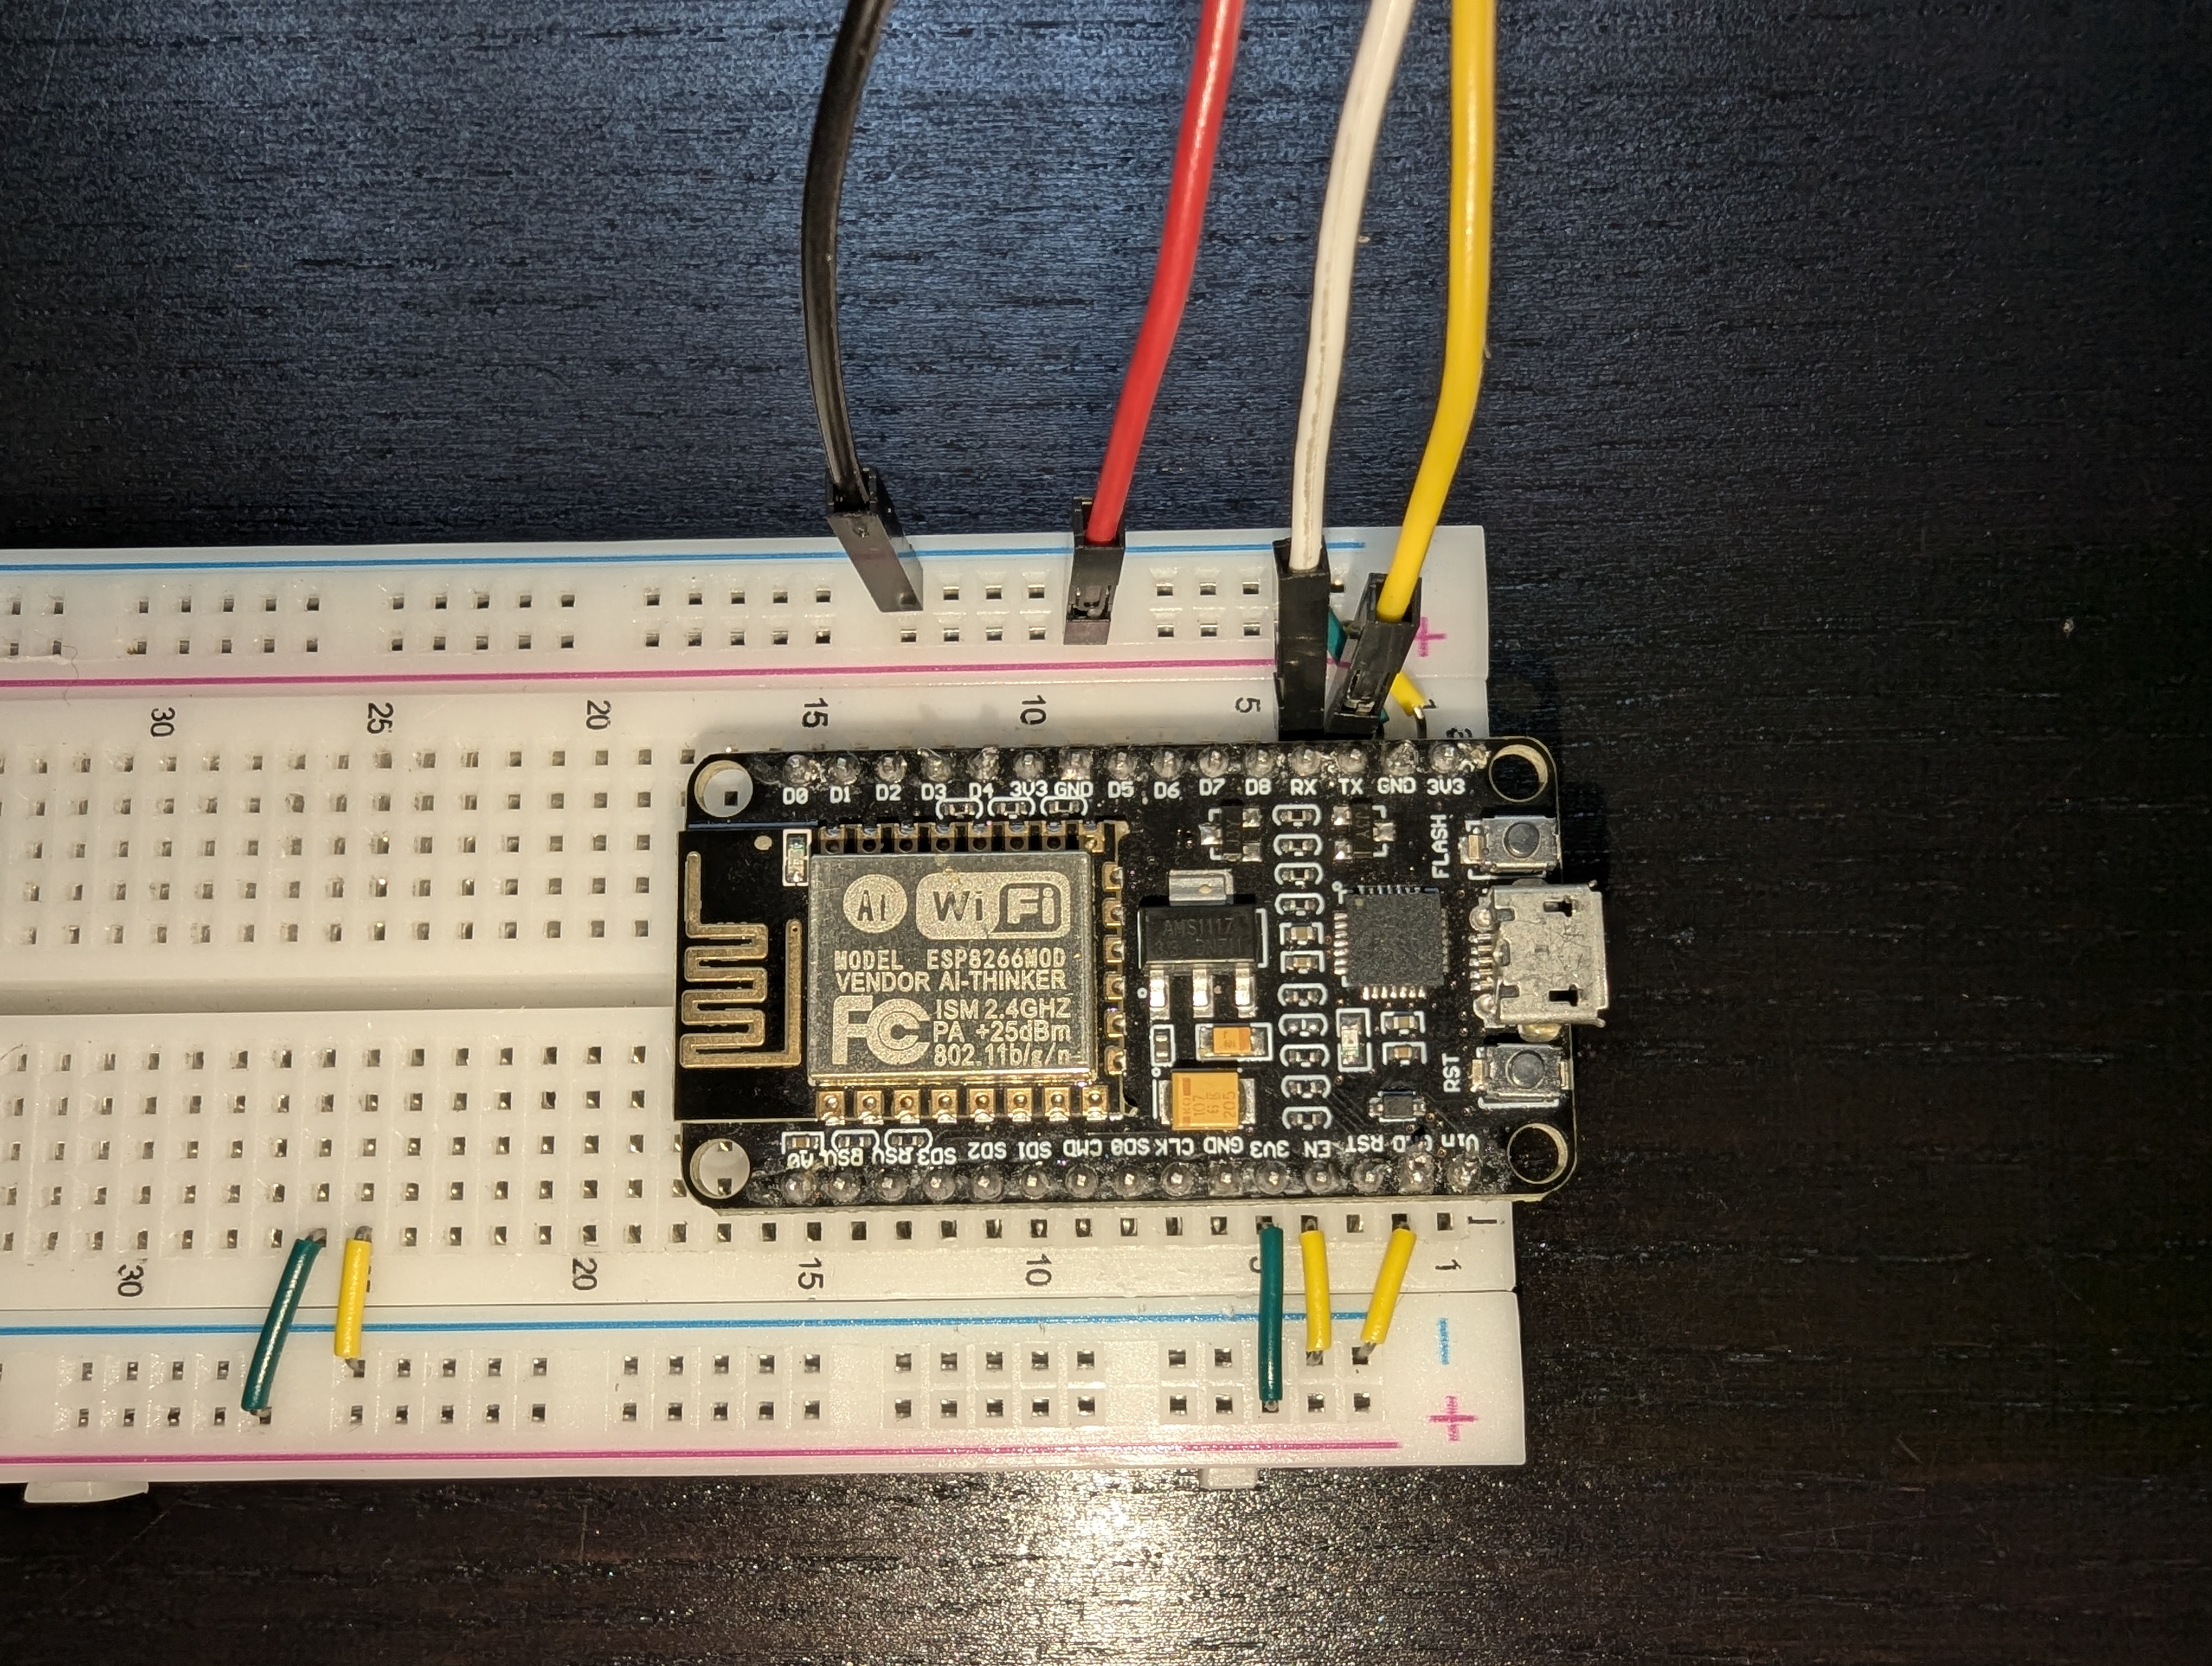 +
30 25 20 15 10 5 1
D0 D1 D2 D3 D4 3V3 GND D5 D6 D7 D8 RX TX GND 3V3
FLASH
AI WiFi
MODEL ESP8266MOD
VENDOR AI-THINKER
FC ISM 2.4GHZ
PA +25dBm
802.11b/g/n
AMS1117
107
205
RST
A0 RSV RSV SD3 SD2 SD1 CMD SD0 CLK GND 3V3 EN RST Vin
30 20 15 10 1
-
+